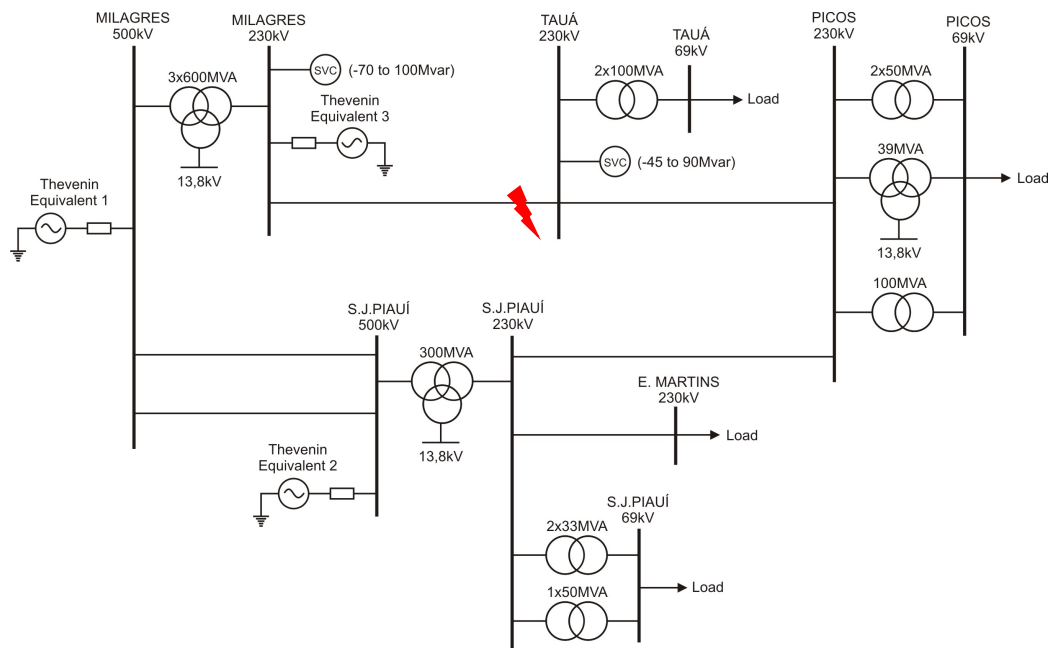 MILAGRES
500kV
MILAGRES
230kV
TAUÁ
230kV
TAUÁ
69kV
PICOS
230kV
PICOS
69kV
3x600MVA
SVC (-70 to 100Mvar)
2x100MVA
2x50MVA
Thevenin
Equivalent 3
Load
13,8kV
SVC (-45 to 90Mvar)
39MVA
Load
Thevenin
Equivalent 1
13,8kV
100MVA
S.J.PIAUÍ
500kV
S.J.PIAUÍ
230kV
300MVA
E. MARTINS
230kV
Load
13,8kV
Thevenin
Equivalent 2
S.J.PIAUÍ
69kV
2x33MVA
Load
1x50MVA